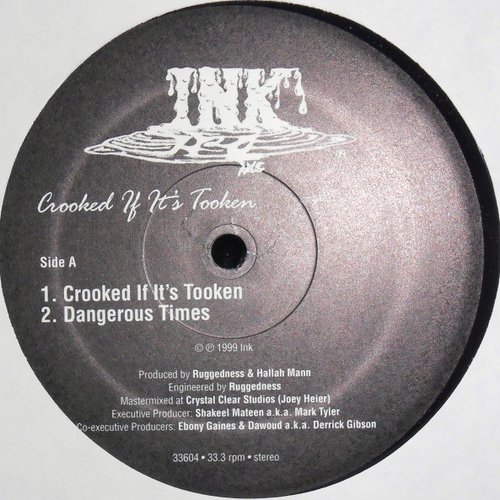 INK
Crooked If It's Tooken
Side A
1. Crooked If It's Tooken
2. Dangerous Times
© ℗ 1999 Ink
Produced by Ruggedness & Hallah Mann
Engineered by Ruggedness
Mastermixed at Crystal Clear Studios (Joey Heier)
Executive Producer: Shakeel Mateen a.k.a. Mark Tyler
Co-executive Producers: Ebony Gaines & Dawoud a.k.a. Derrick Gibson
33604 • 33.3 rpm • stereo